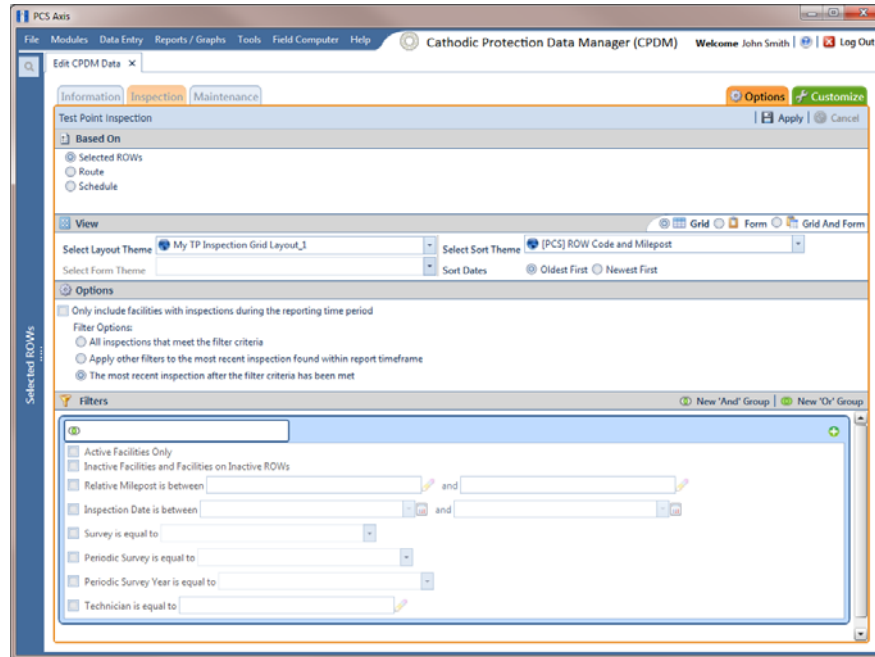 PCS Axis
File Modules Data Entry Reports / Graphs Tools Field Computer Help Cathodic Protection Data Manager (CPDM) Welcome John Smith | | Log Out
Edit CPDM Data ×
Information Inspection Maintenance Options Customize
Test Point Inspection | Apply | Cancel
Based On
Selected ROWs
Route
Schedule
View Grid Form Grid And Form
Select Layout Theme My TP Inspection Grid Layout_1 Select Sort Theme [PCS] ROW Code and Milepost
Select Form Theme Sort Dates Oldest First Newest First
Options
Only include facilities with inspections during the reporting time period
Filter Options:
All inspections that meet the filter criteria
Apply other filters to the most recent inspection found within report timeframe
The most recent inspection after the filter criteria has been met
Selected ROWs
Filters New 'And' Group | New 'Or' Group
Active Facilities Only
Inactive Facilities and Facilities on Inactive ROWs
Relative Milepost is between and
Inspection Date is between and
Survey is equal to
Periodic Survey is equal to
Periodic Survey Year is equal to
Technician is equal to